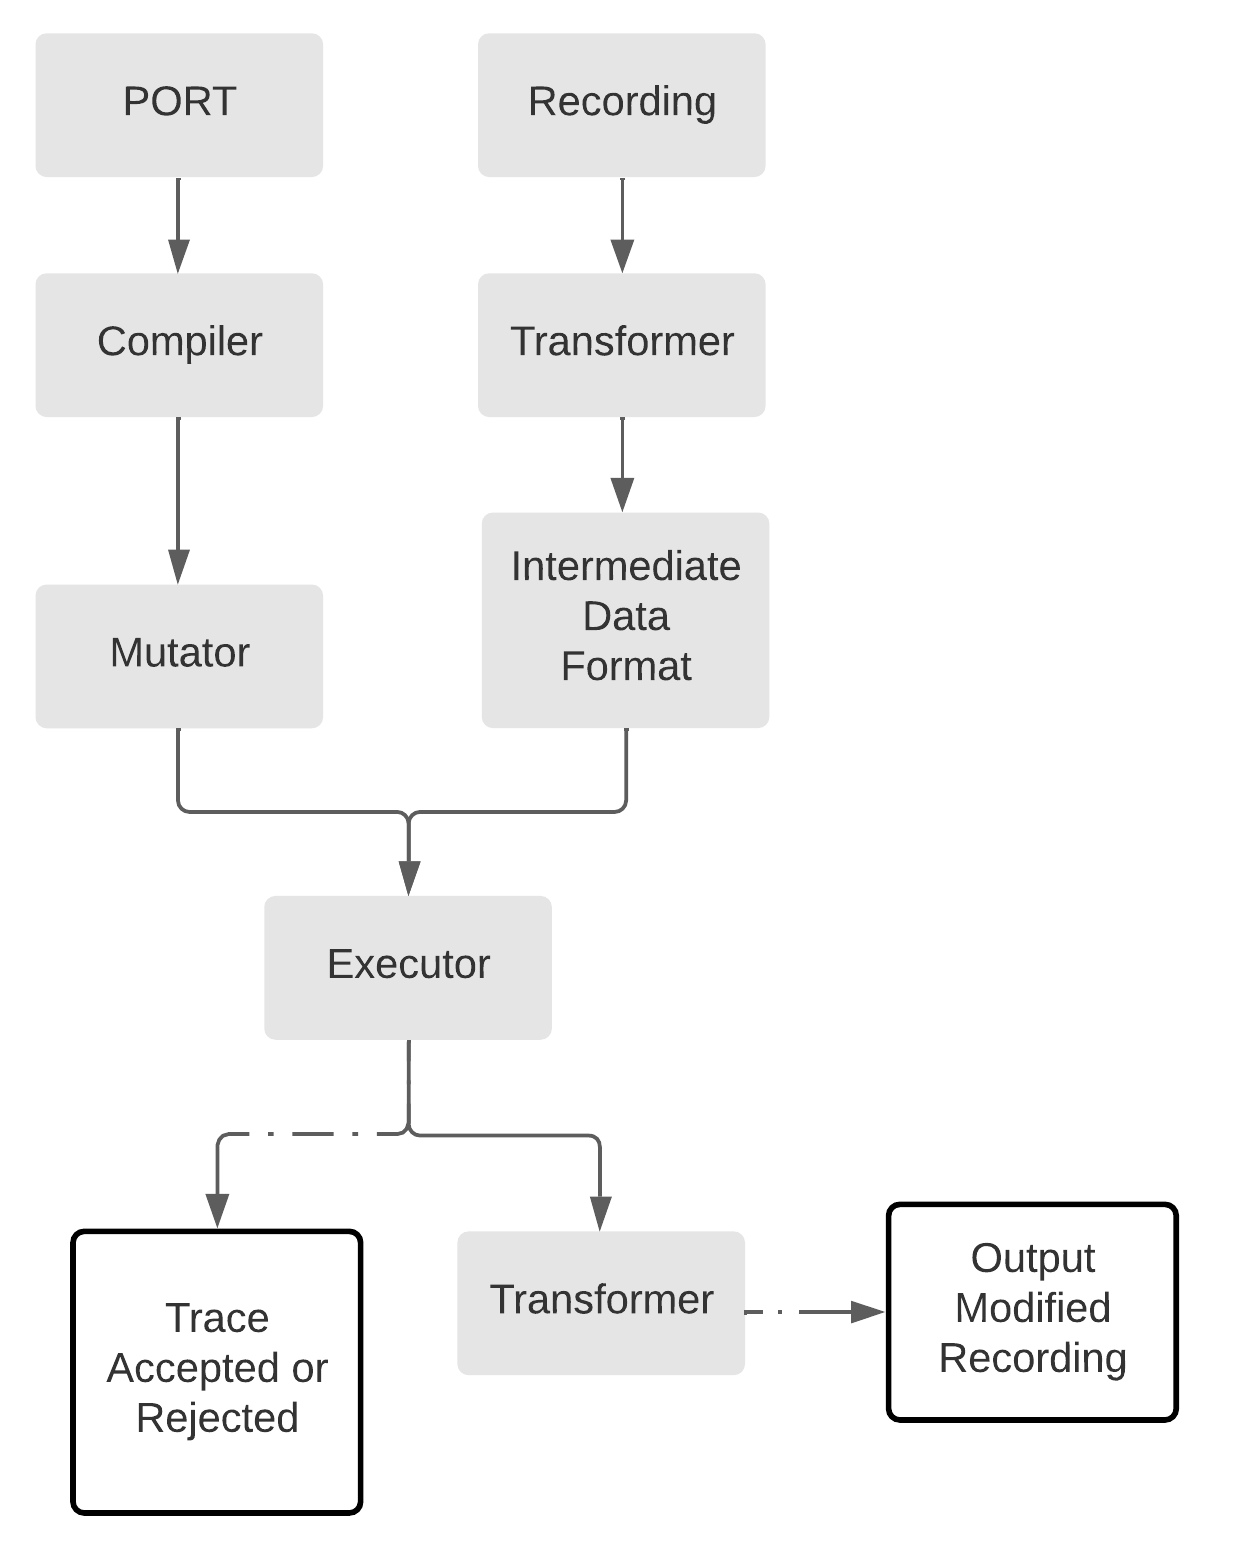 PORT
Recording
Compiler
Transformer
Mutator
Intermediate
Data
Format
Executor
Trace
Accepted or
Rejected
Transformer
Output
Modified
Recording